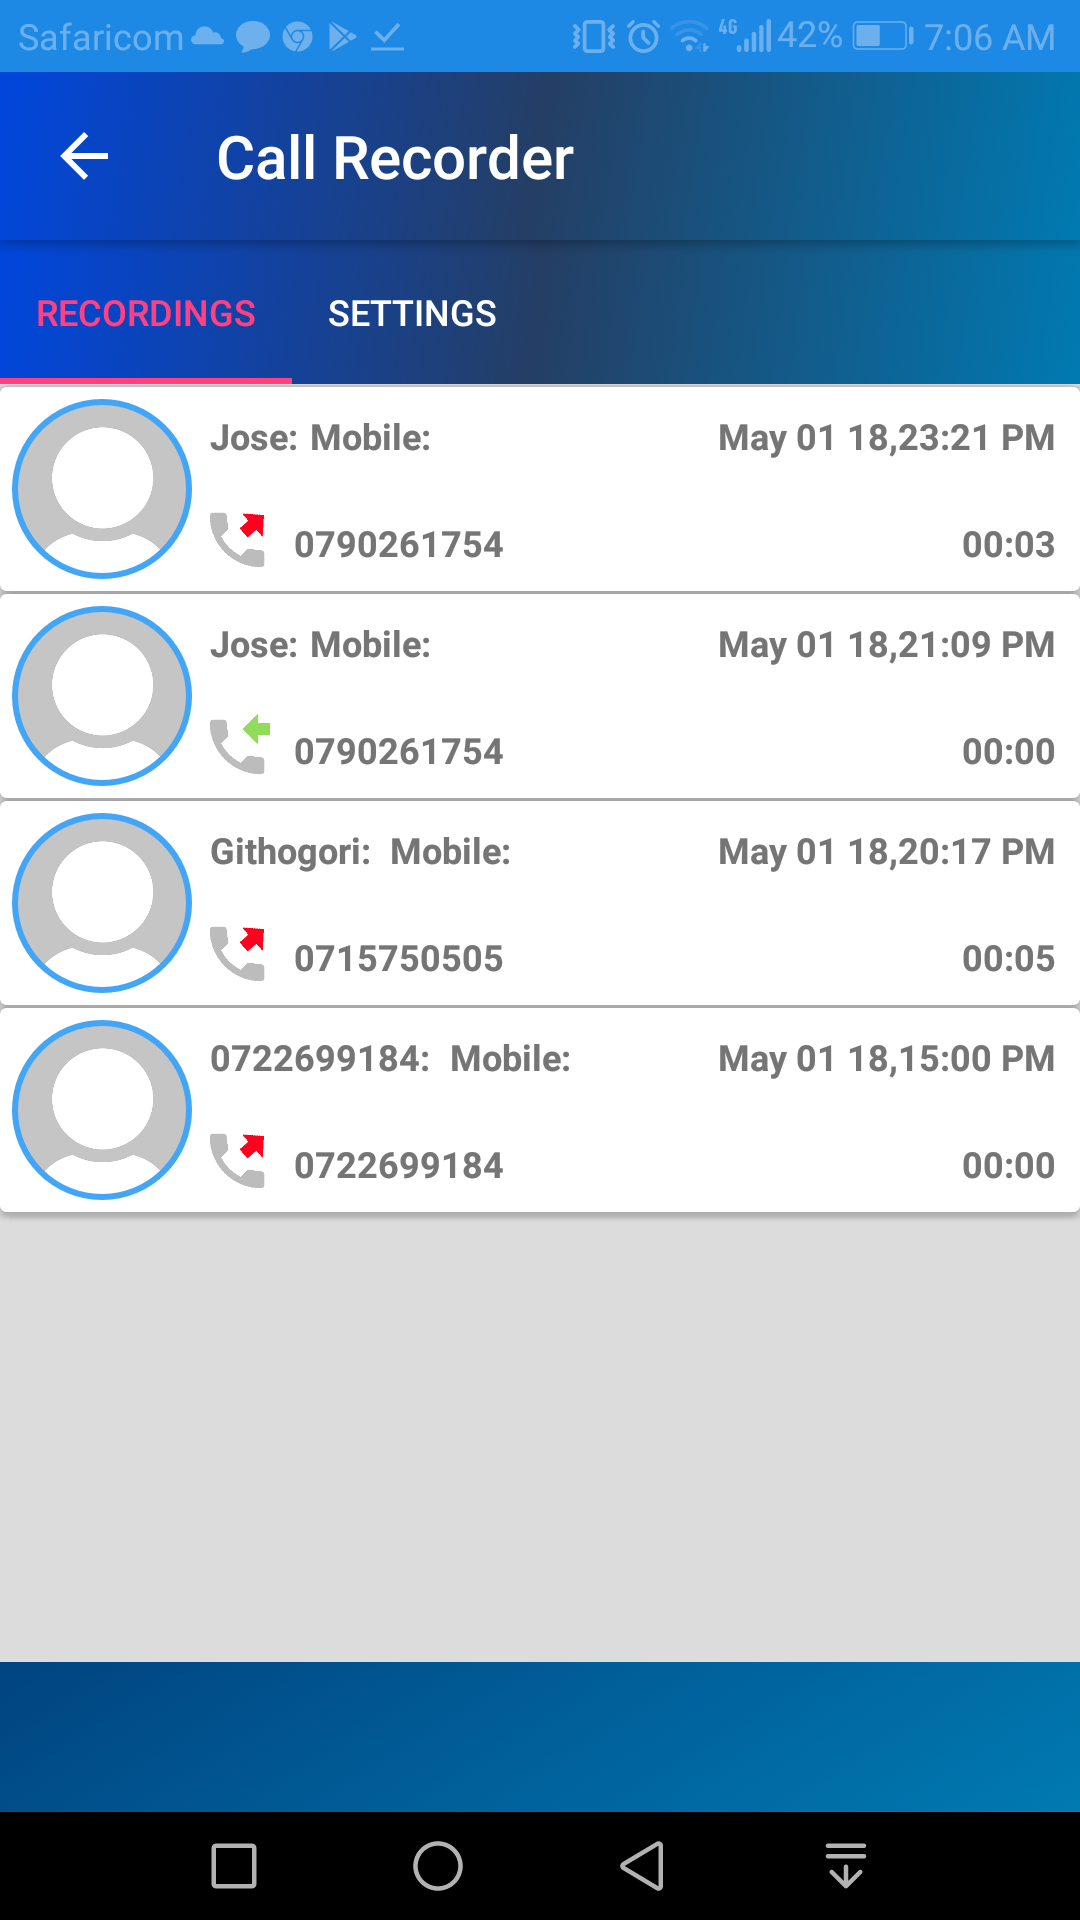 Safaricom 4G 42% 7:06 AM
Call Recorder
RECORDINGS SETTINGS
Jose: Mobile: May 01 18,23:21 PM
0790261754 00:03
Jose: Mobile: May 01 18,21:09 PM
0790261754 00:00
Githogori: Mobile: May 01 18,20:17 PM
0715750505 00:05
0722699184: Mobile: May 01 18,15:00 PM
0722699184 00:00